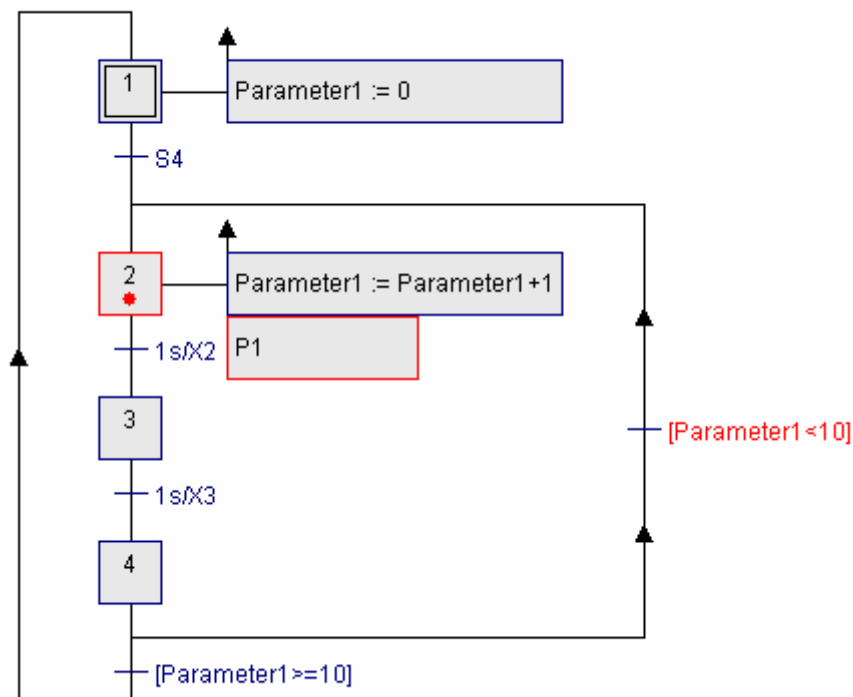 1
Parameter1 := 0
S4
2
Parameter1 := Parameter1+1
1s/X2
P1
3
[Parameter1<10]
1s/X3
4
[Parameter1>=10]